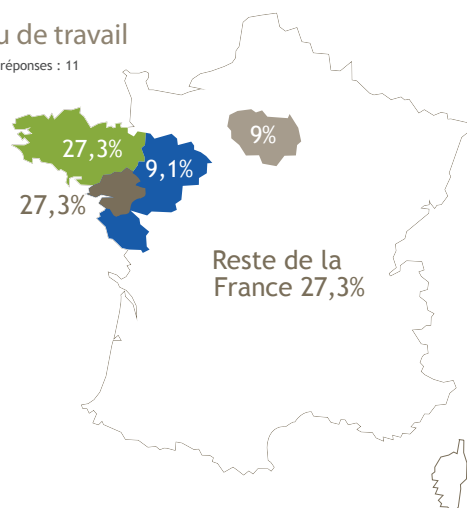 u de travail
réponses : 11
9%
27,3%
9,1%
27,3%
Reste de la
France 27,3%